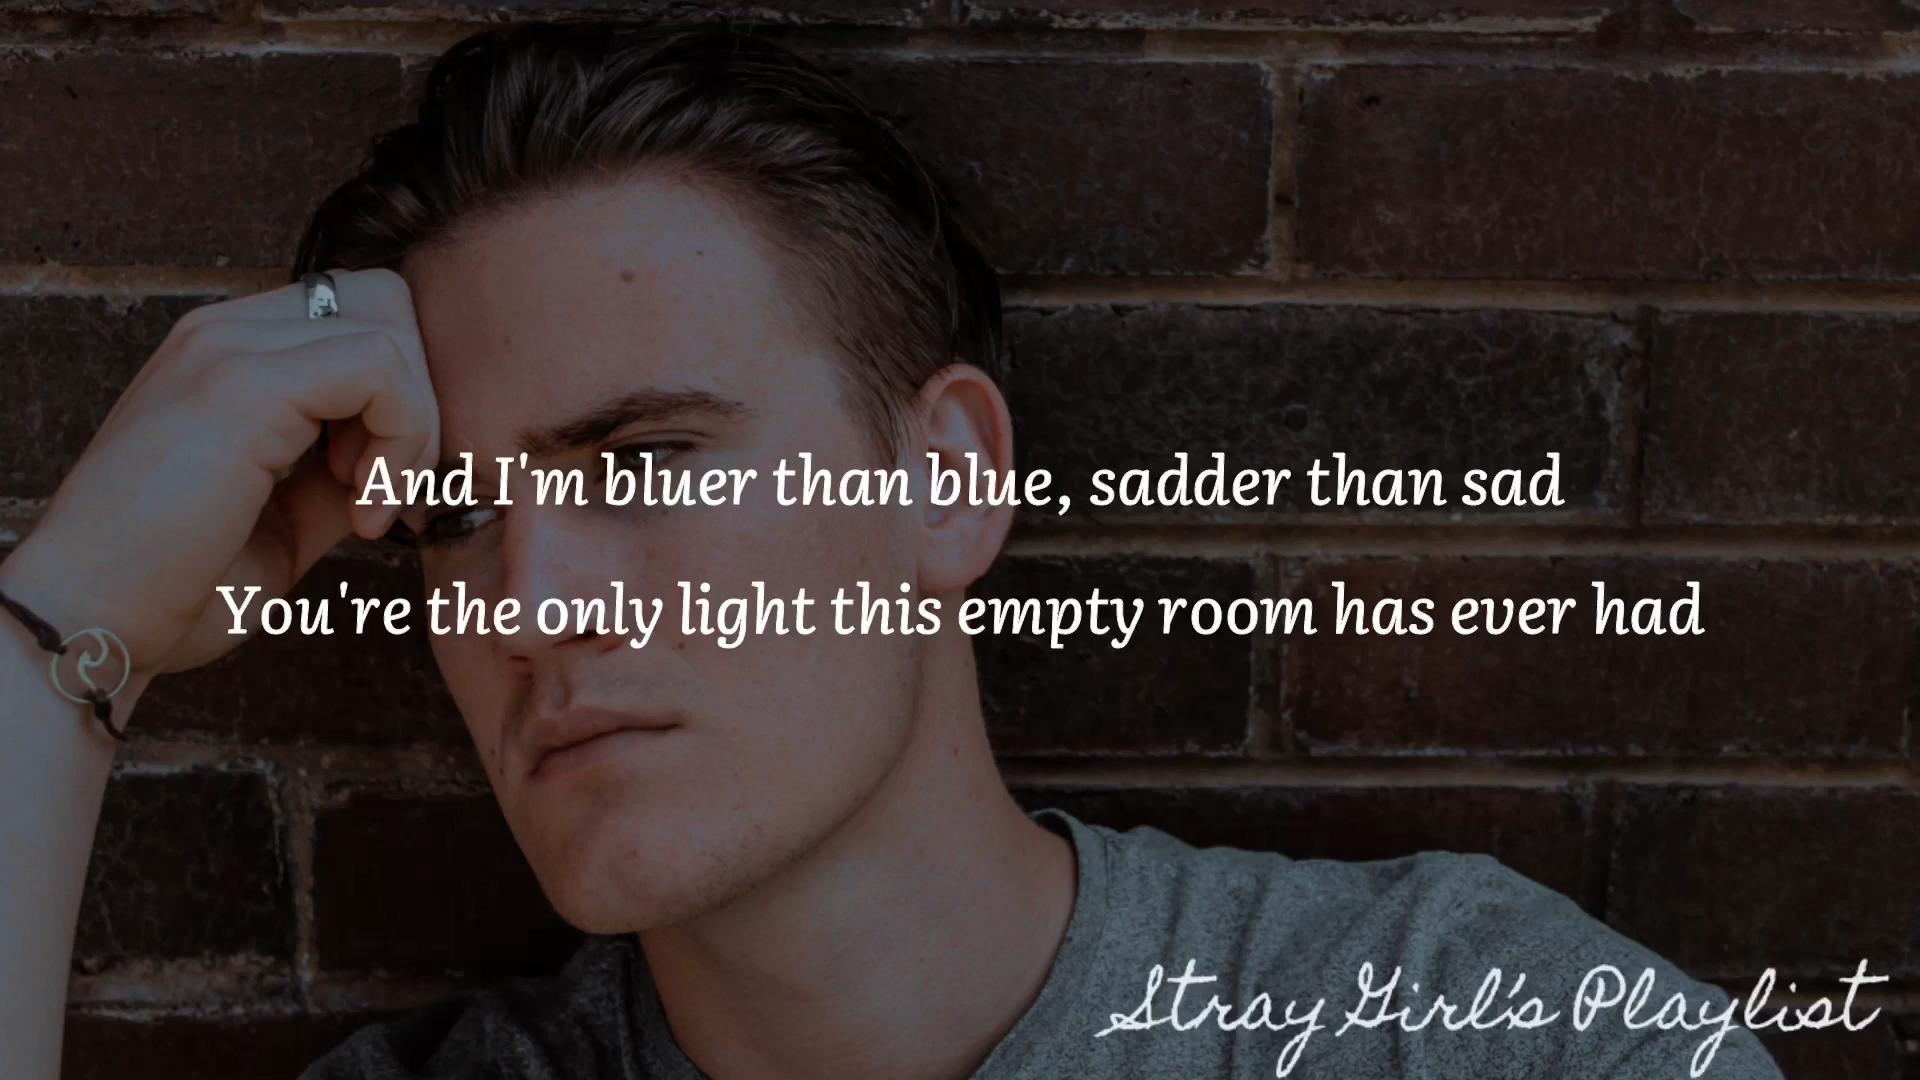 And I'm bluer than blue, sadder than sad
You're the only light this empty room has ever had
Stray Girl's Playlist